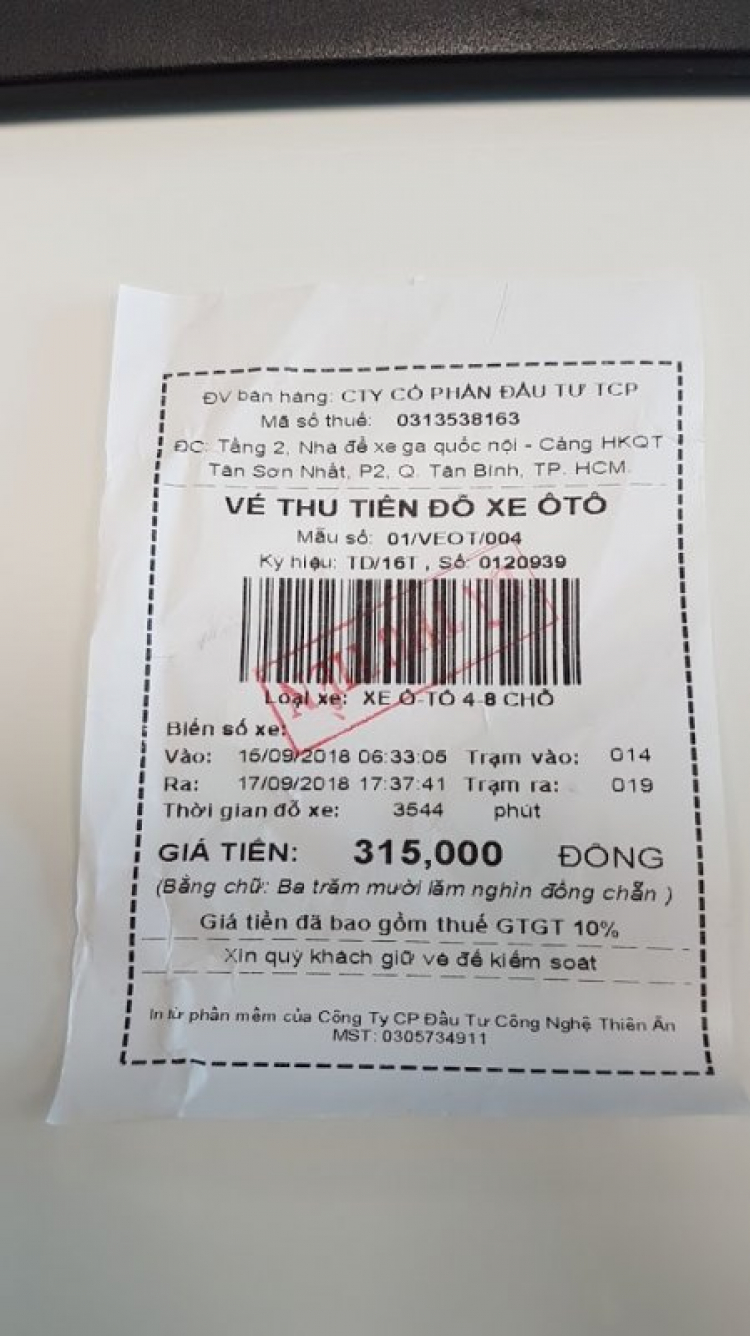 ĐV bán hàng: CTY CỔ PHẦN ĐẦU TƯ TCP
Mã số thuế: 0313538163
ĐC: Tầng 2, Nhà để xe ga quốc nội - Cảng HKQT
Tân Sơn Nhất, P2, Q. Tân Bình, TP. HCM.
VÉ THU TIỀN ĐỖ XE ÔTÔ
Mẫu số: 01/VEOT/004
Ký hiệu: TD/16T , Số: 0120939
Loại xe: XE Ô-TÔ 4-8 CHỖ
Biển số xe:
Vào: 15/09/2018 06:33:05 Trạm vào: 014
Ra: 17/09/2018 17:37:41 Trạm ra: 019
Thời gian đỗ xe: 3544 phút
GIÁ TIỀN: 315,000 ĐỒNG
(Bằng chữ: Ba trăm mười lăm nghìn đồng chẵn )
Giá tiền đã bao gồm thuế GTGT 10%
Xin quý khách giữ vé để kiểm soát
In từ phần mềm của Công Ty CP Đầu Tư Công Nghệ Thiên Ân
MST: 0305734911